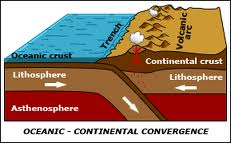 Trench
Volcanic
arc
Oceanic crust
Continental crust
Lithosphere
Lithosphere
Asthenosphere
OCEANIC - CONTINENTAL CONVERGENCE